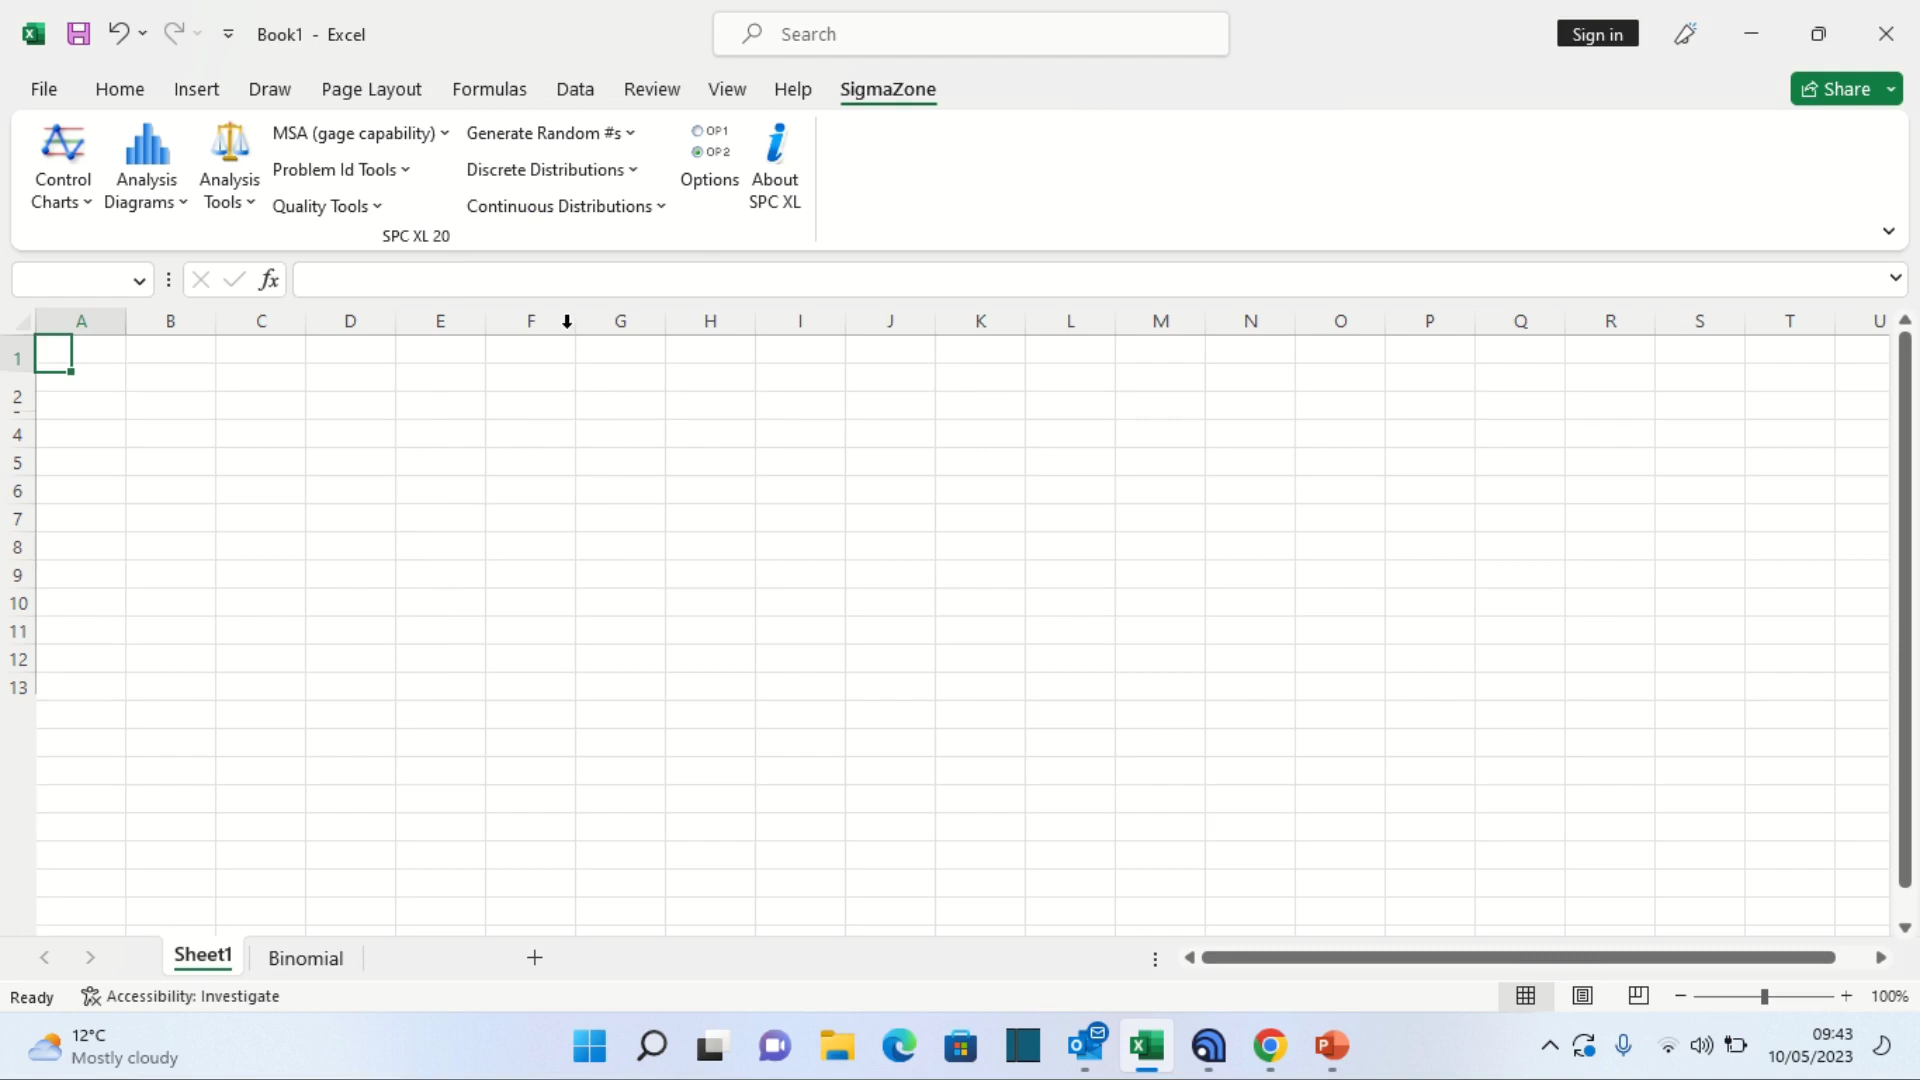 Book1 - Excel
Search
Sign in
File Home Insert Draw Page Layout Formulas Data Review View Help SigmaZone
Share
Control Charts
Analysis Diagrams
Analysis Tools
MSA (gage capability)
Problem Id Tools
Quality Tools
Generate Random #s
Discrete Distributions
Continuous Distributions
OP1
OP2
Options
About SPC XL
SPC XL 20
fx
A B C D E F G H I J K L M N O P Q R S T U
1
2
4
5
6
7
8
9
10
11
12
13
Sheet1 Binomial
Ready Accessibility: Investigate
100%
12°C
Mostly cloudy
09:43
10/05/2023